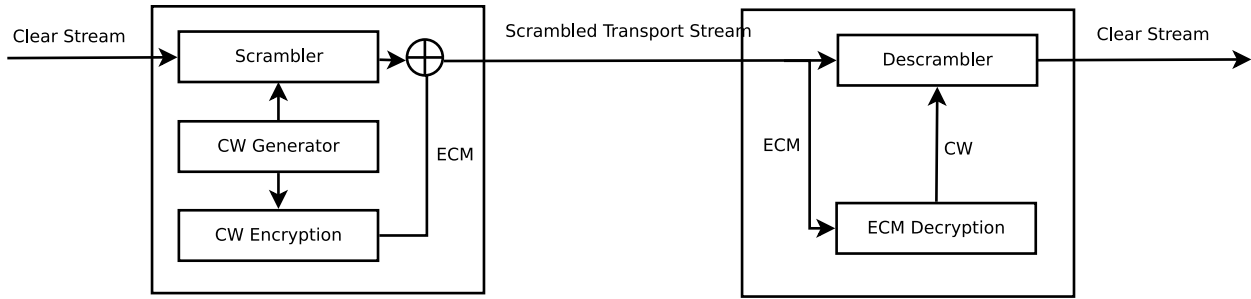 Clear Stream
Scrambled Transport Stream
Clear Stream
Scrambler
Descrambler
CW Generator
ECM
ECM
CW
CW Encryption
ECM Decryption